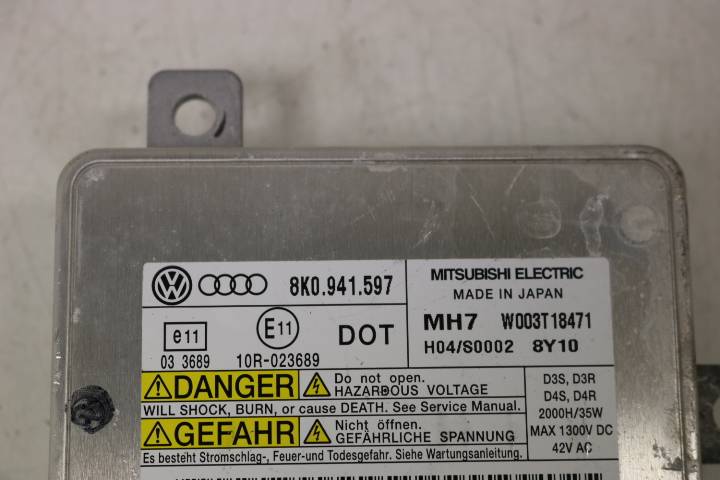 8K0.941.597
MITSUBISHI ELECTRIC
MADE IN JAPAN
e11
E11
DOT
03 3689
10R-023689
MH7 W003T18471
H04/S0002 8Y10
DANGER
Do not open.
HAZARDOUS VOLTAGE
WILL SHOCK, BURN, or cause DEATH. See Service Manual.
GEFAHR
Nicht öffnen.
GEFÄHRLICHE SPANNUNG
Es besteht Stromschlag-, Feuer-und Todesgefahr. Siehe Wartungsanleitung.
D3S, D3R
D4S, D4R
2000H/35W
MAX 1300V DC
42V AC